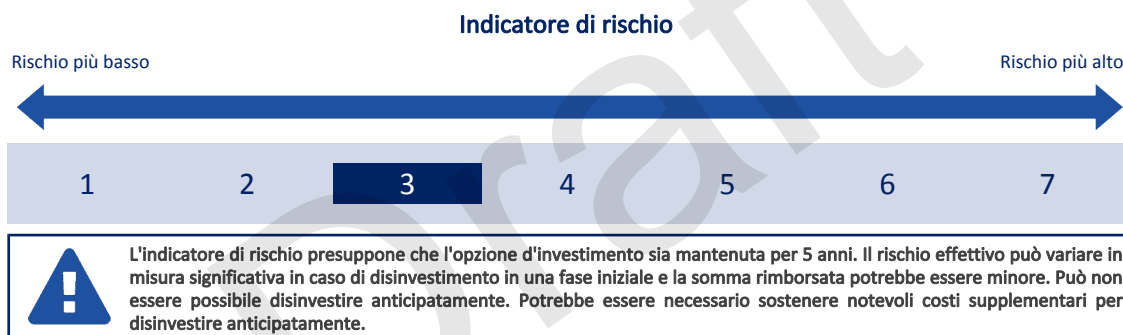 Indicatore di rischio
Rischio più basso
Rischio più alto
1 2 3 4 5 6 7
L'indicatore di rischio presuppone che l'opzione d'investimento sia mantenuta per 5 anni. Il rischio effettivo può variare in
misura significativa in caso di disinvestimento in una fase iniziale e la somma rimborsata potrebbe essere minore. Può non
essere possibile disinvestire anticipatamente. Potrebbe essere necessario sostenere notevoli costi supplementari per
disinvestire anticipatamente.
Draft